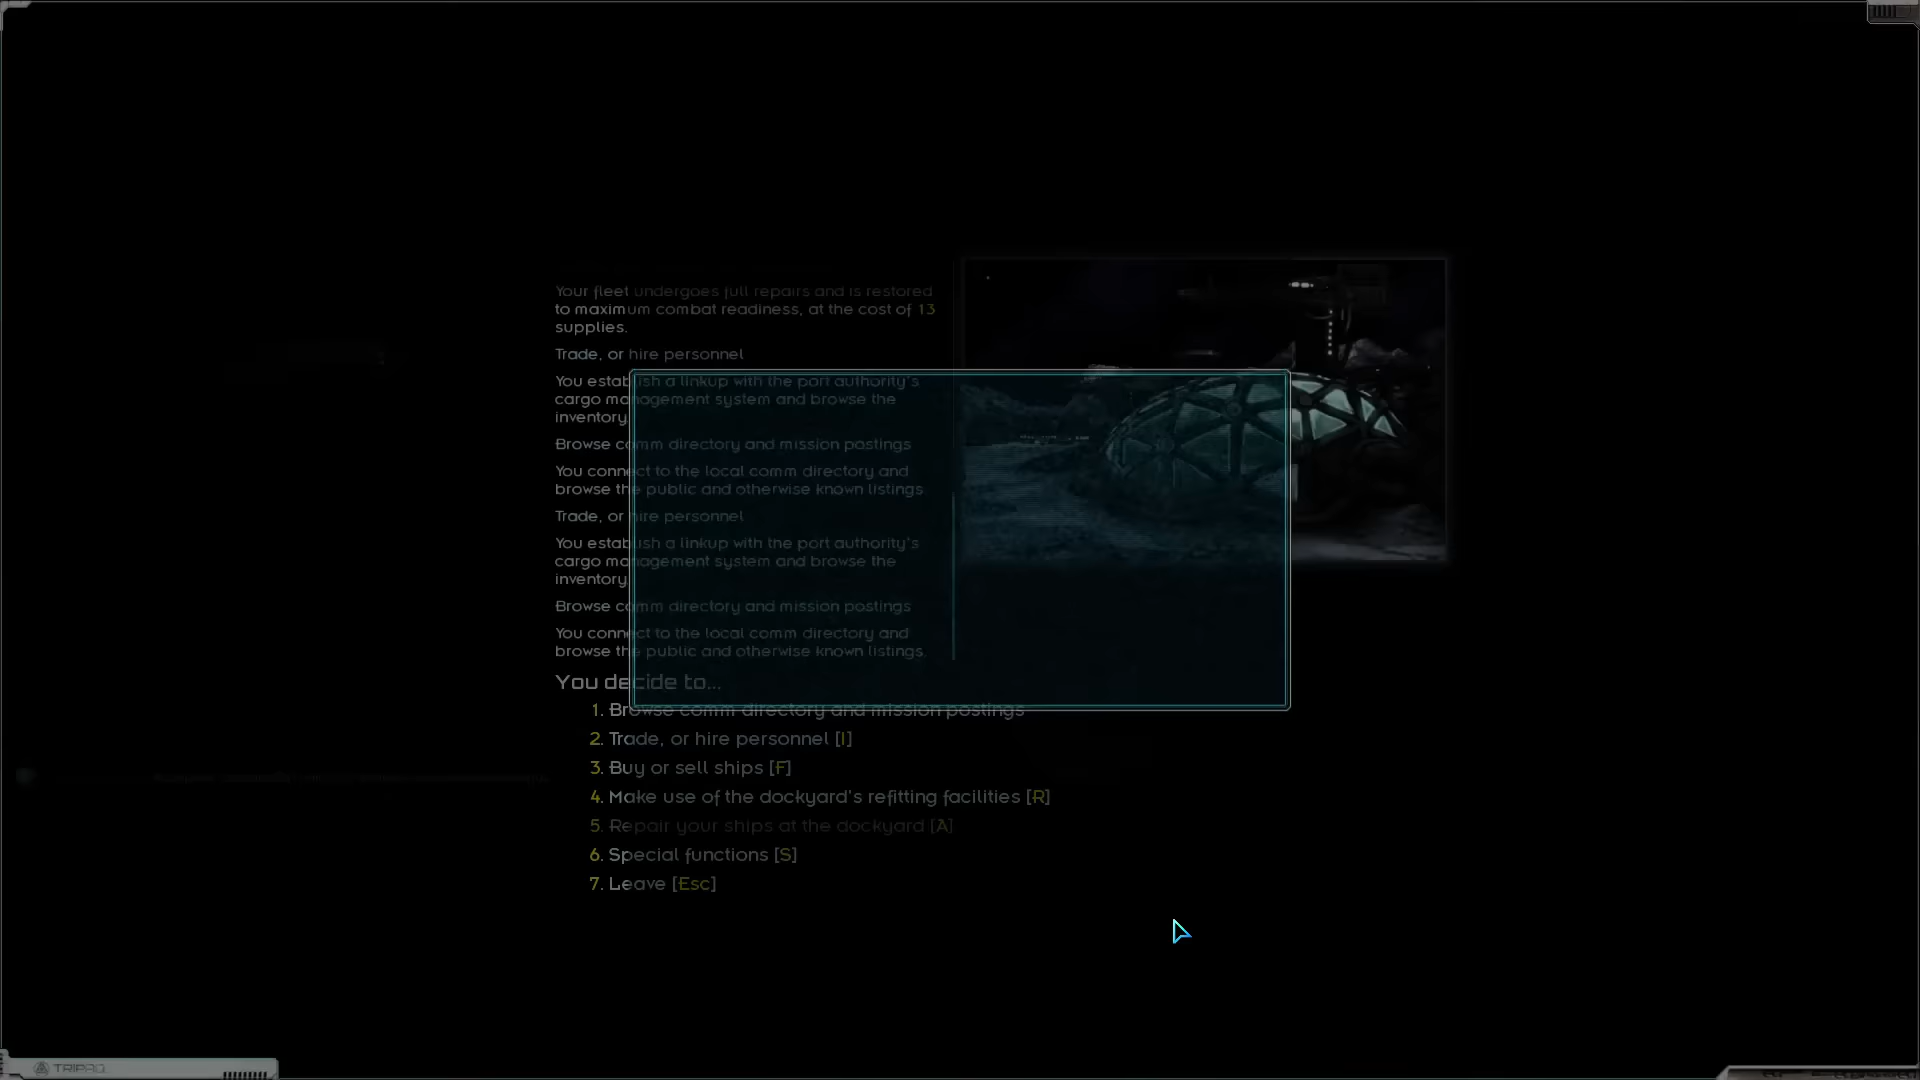 Your fleet undergoes full repairs and is restored
to maximum combat readiness, at the cost of 13
supplies.
Trade, or hire personnel
You establish a linkup with the port authority's
cargo management system and browse the
inventory
Browse comm directory and mission postings
You connect to the local comm directory and
browse the public and otherwise known listings.
Trade, or hire personnel
You establish a linkup with the port authority's
cargo management system and browse the
inventory
Browse comm directory and mission postings
You connect to the local comm directory and
browse the public and otherwise known listings.
You decide to...
1. Browse comm directory and mission postings
2. Trade, or hire personnel [I]
3. Buy or sell ships [F]
4. Make use of the dockyard's refitting facilities [R]
5. Repair your ships at the dockyard [A]
6. Special functions [S]
7. Leave [Esc]